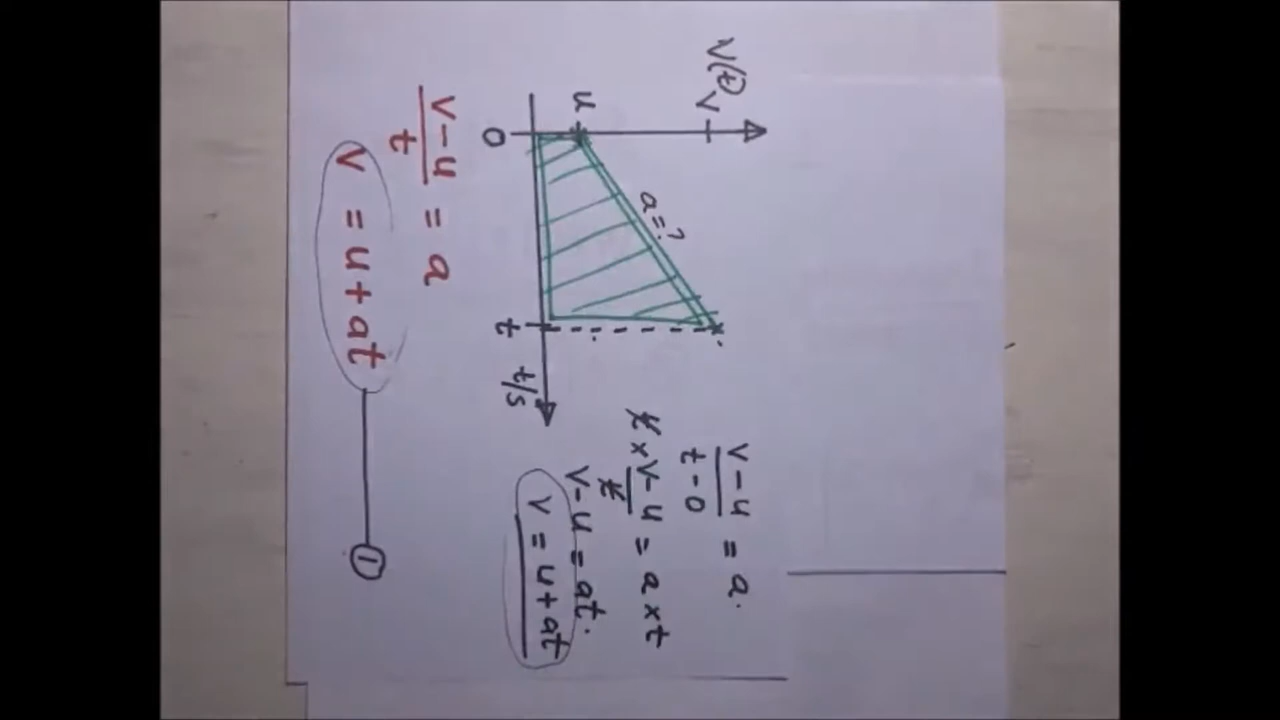 V(t)
v
u
a=?
0
t
t/s
v-u/t-0 = a.
t × v-u/t = a × t
v-u = at.
v = u+at
v-u/t = a
v = u+at
①